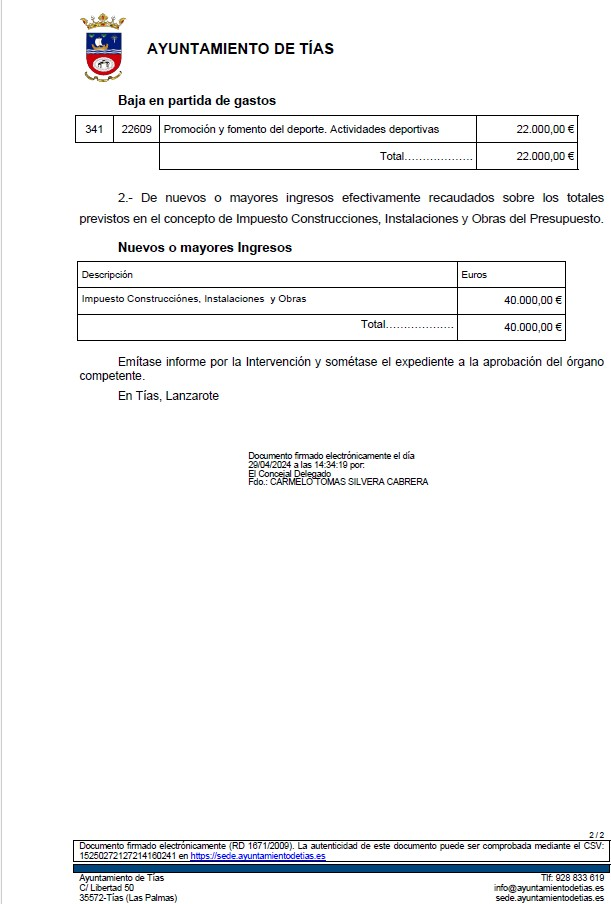 AYUNTAMIENTO DE TÍAS
Baja en partida de gastos
341 22609 Promoción y fomento del deporte. Actividades deportivas 22.000,00 €
Total……………….. 22.000,00 €
2.- De nuevos o mayores ingresos efectivamente recaudados sobre los totales
previstos en el concepto de Impuesto Construcciones, Instalaciones y Obras del Presupuesto.
Nuevos o mayores Ingresos
Descripción Euros
Impuesto Construcciónes, Instalaciones y Obras 40.000,00 €
Total………………. 40.000,00 €
Emítase informe por la Intervención y sométase el expediente a la aprobación del órgano
competente.
En Tías, Lanzarote
Documento firmado electrónicamente el día
29/04/2024 a las 14:34:19 por:
El Concejal Delegado
Fdo.: CARMELO TOMAS SILVERA CABRERA
2 / 2
Documento firmado electrónicamente (RD 1671/2009). La autenticidad de este documento puede ser comprobada mediante el CSV:
15250272127214160241 en https://sede.ayuntamientodetias.es
Ayuntamiento de Tías Tlf: 928 833 619
C/ Libertad 50 info@ayuntamientodetias.es
35572-Tías (Las Palmas) sede.ayuntamientodetias.es